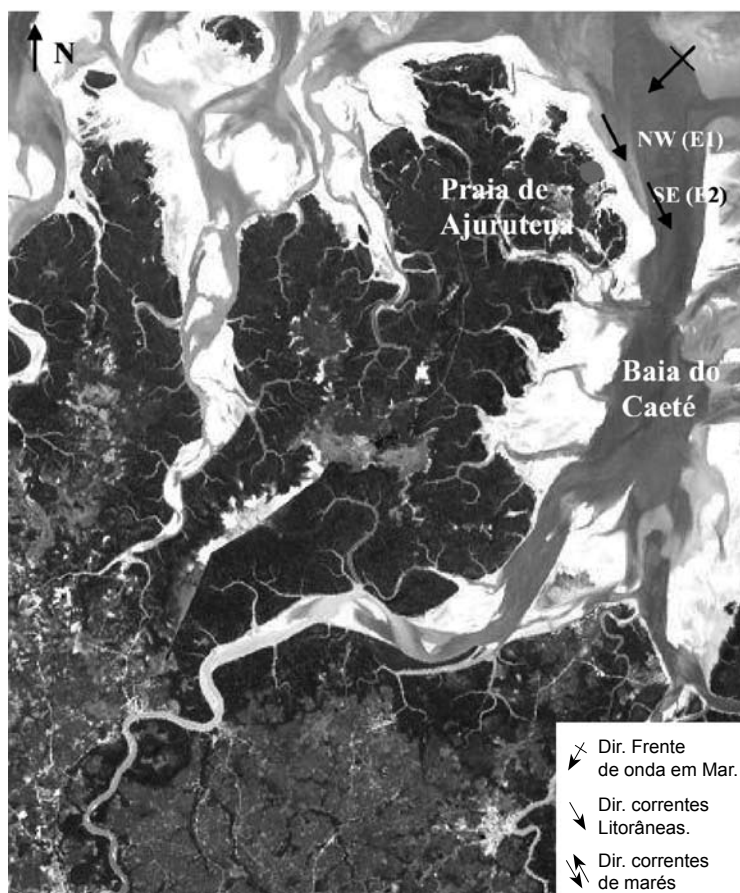 N
NW (E1)
SE (E2)
Praia de
Ajuruteua
Baia do
Caeté
Dir. Frente
de onda em Mar.
Dir. correntes
Litorâneas.
Dir. correntes
de marés